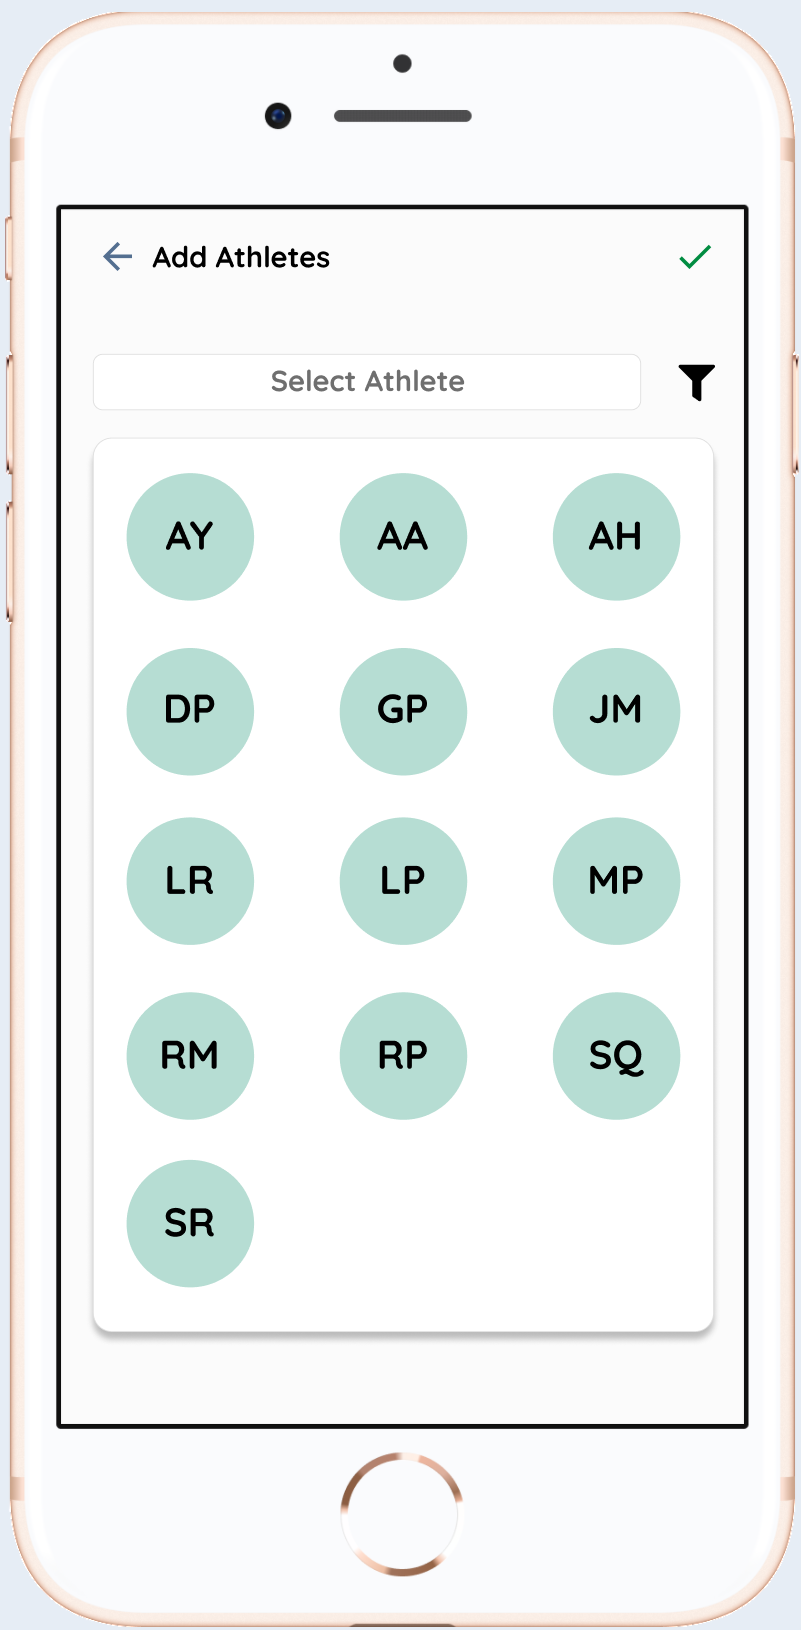 Add Athletes
Select Athlete
AY AA AH
DP GP JM
LR LP MP
RM RP SQ
SR